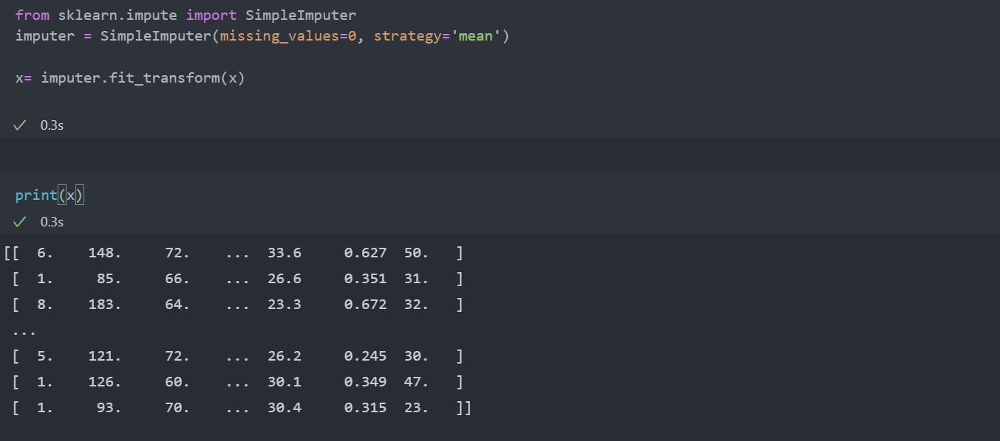 from sklearn.impute import SimpleImputer
imputer = SimpleImputer(missing_values=0, strategy='mean')
x= imputer.fit_transform(x)
0.3s
print(x)
0.3s
[[ 6. 148. 72. ... 33.6 0.627 50. ]
[ 1. 85. 66. ... 26.6 0.351 31. ]
[ 8. 183. 64. ... 23.3 0.672 32. ]
...
[ 5. 121. 72. ... 26.2 0.245 30. ]
[ 1. 126. 60. ... 30.1 0.349 47. ]
[ 1. 93. 70. ... 30.4 0.315 23. ]]